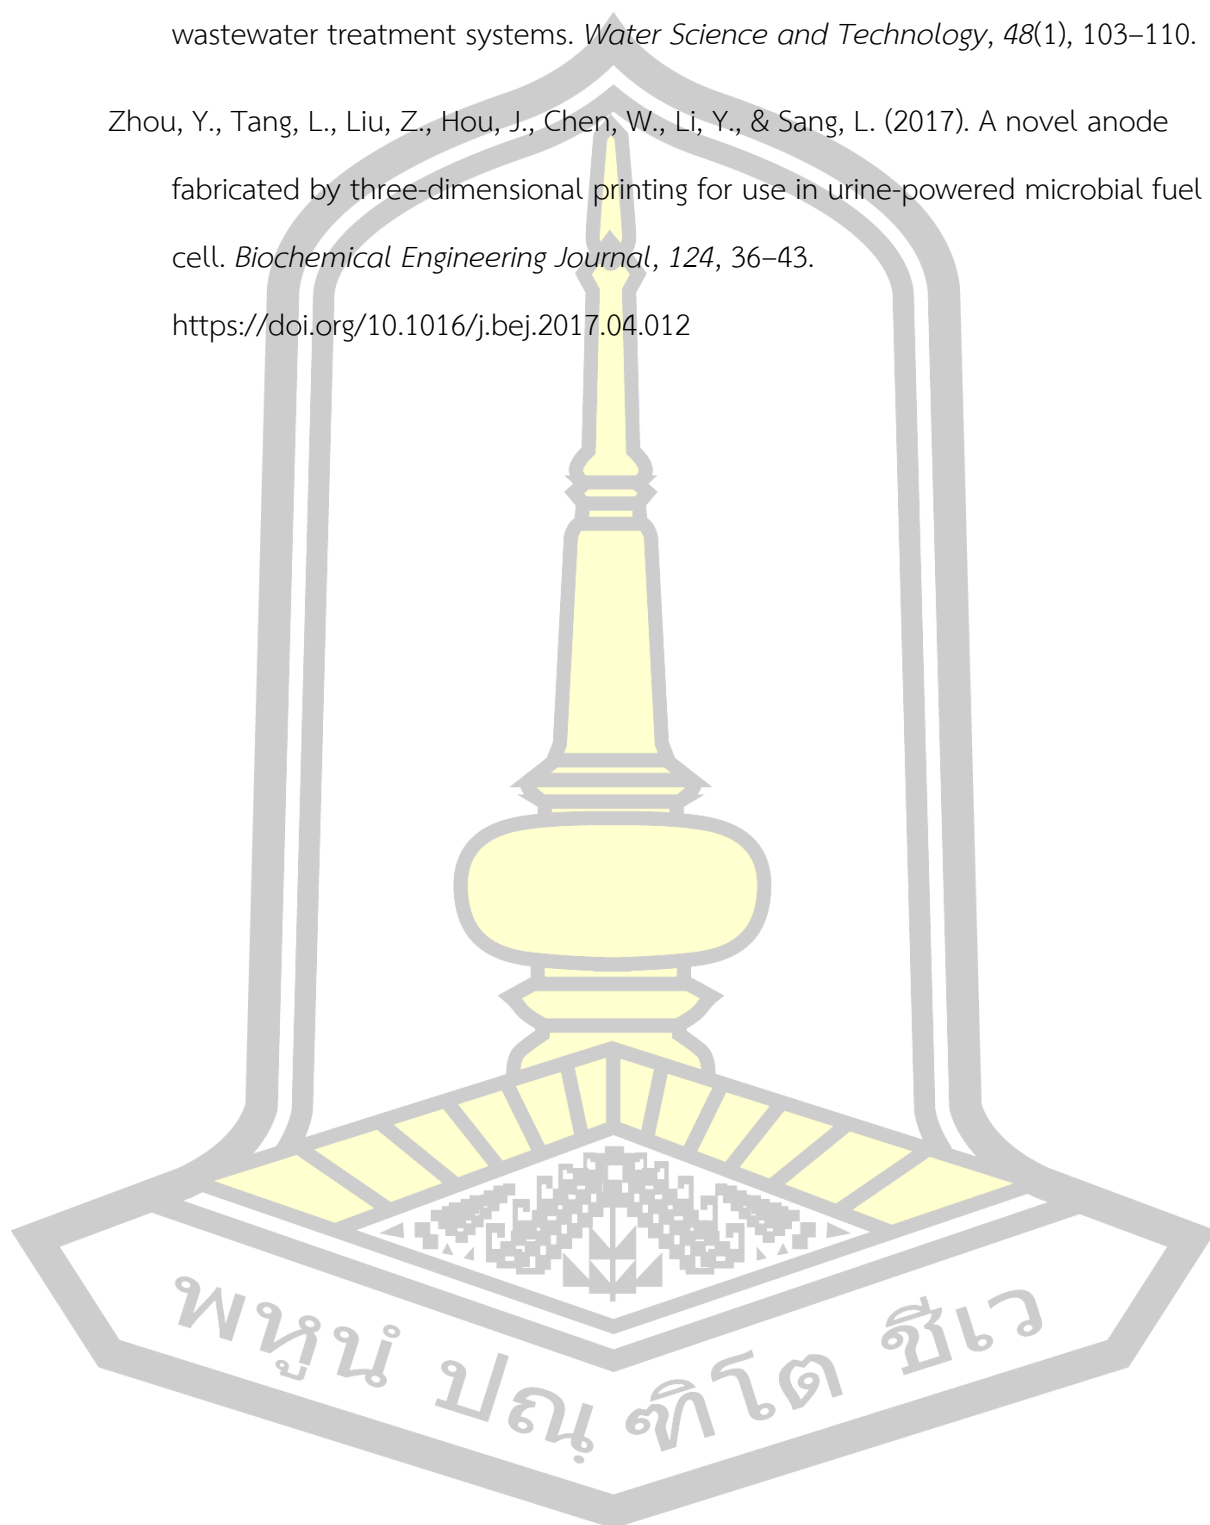 wastewater treatment systems. Water Science and Technology, 48(1), 103–110.
Zhou, Y., Tang, L., Liu, Z., Hou, J., Chen, W., Li, Y., & Sang, L. (2017). A novel anode
fabricated by three-dimensional printing for use in urine-powered microbial fuel
cell. Biochemical Engineering Journal, 124, 36–43.
https://doi.org/10.1016/j.bej.2017.04.012
พหูนํ ปณฺฑิโต ชีเว